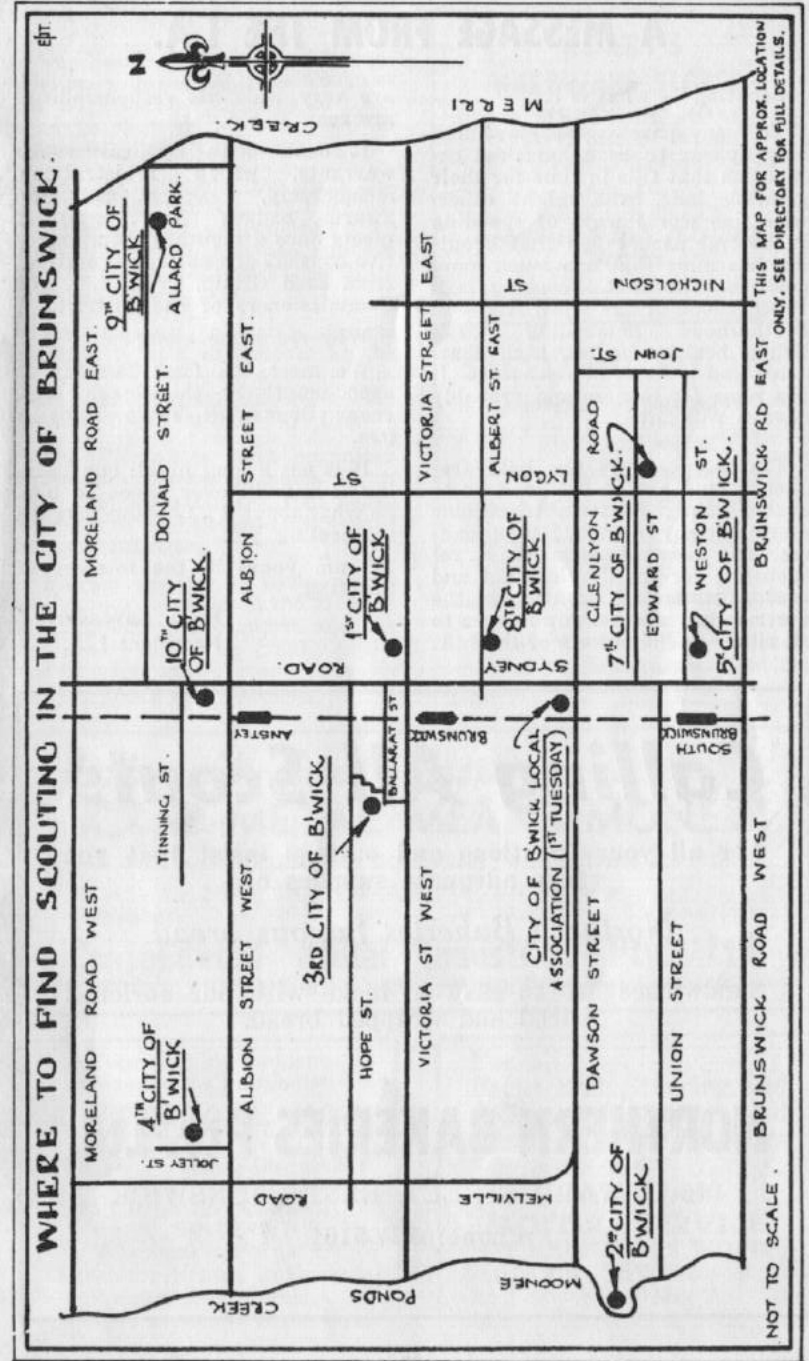 WHERE TO FIND SCOUTING IN THE CITY OF BRUNSWICK.
EDT.
N
MORELAND ROAD WEST
MORELAND ROAD EAST.
4TH CITY OF
B'WICK
JOLLEY ST.
TINNING ST.
10TH CITY
OF B'WICK.
DONALD STREET.
9TH CITY OF
B'WICK
ALLARD PARK.
CREEK.
MERRI
ALBION STREET WEST
ALBION STREET EAST
ANSTEY
ROAD
HOPE ST.
3RD CITY OF B'WICK
BALLARAT ST
ROAD.
1ST CITY OF
B'WICK.
ST
CREEK
PONDS
MOONEE
VICTORIA ST WEST
VICTORIA STREET EAST
BRUNSWICK
ALBERT ST. EAST
NICHOLSON ST
MELVILLE
CITY OF B'WICK LOCAL
ASSOCIATION (1ST TUESDAY)
SYDNEY
8TH CITY OF
B'WICK.
LYGON
DAWSON STREET
GLENLYON ROAD
JOHN ST.
2ND CITY OF
B'WICK
7TH CITY OF B'WICK.
EDWARD ST
UNION STREET
SOUTH
BRUNSWICK
WESTON ST.
5TH CITY OF B'WICK.
BRUNSWICK ROAD WEST
BRUNSWICK RD EAST
NOT TO SCALE.
THIS MAP FOR APPROX. LOCATION
ONLY. SEE DIRECTORY FOR FULL DETAILS.